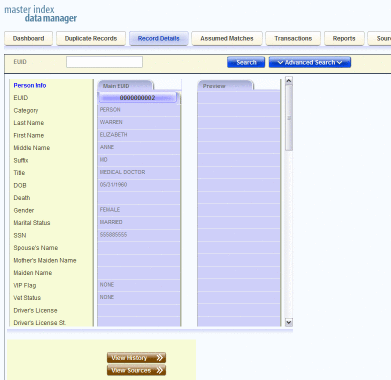 master index
data manager
Dashboard Duplicate Records Record Details Assumed Matches Transactions Reports Sour
EUID Search Advanced Search
Person Info Main EUID Preview
EUID 0000000002
Category PERSON
Last Name WARREN
First Name ELIZABETH
Middle Name ANNE
Suffix MD
Title MEDICAL DOCTOR
DOB 05/31/1960
Death
Gender FEMALE
Marital Status MARRIED
SSN 555885555
Spouse's Name
Mother's Maiden Name
Maiden Name
VIP Flag NONE
Vet Status NONE
Driver's License
Driver's License St.
View History
View Sources